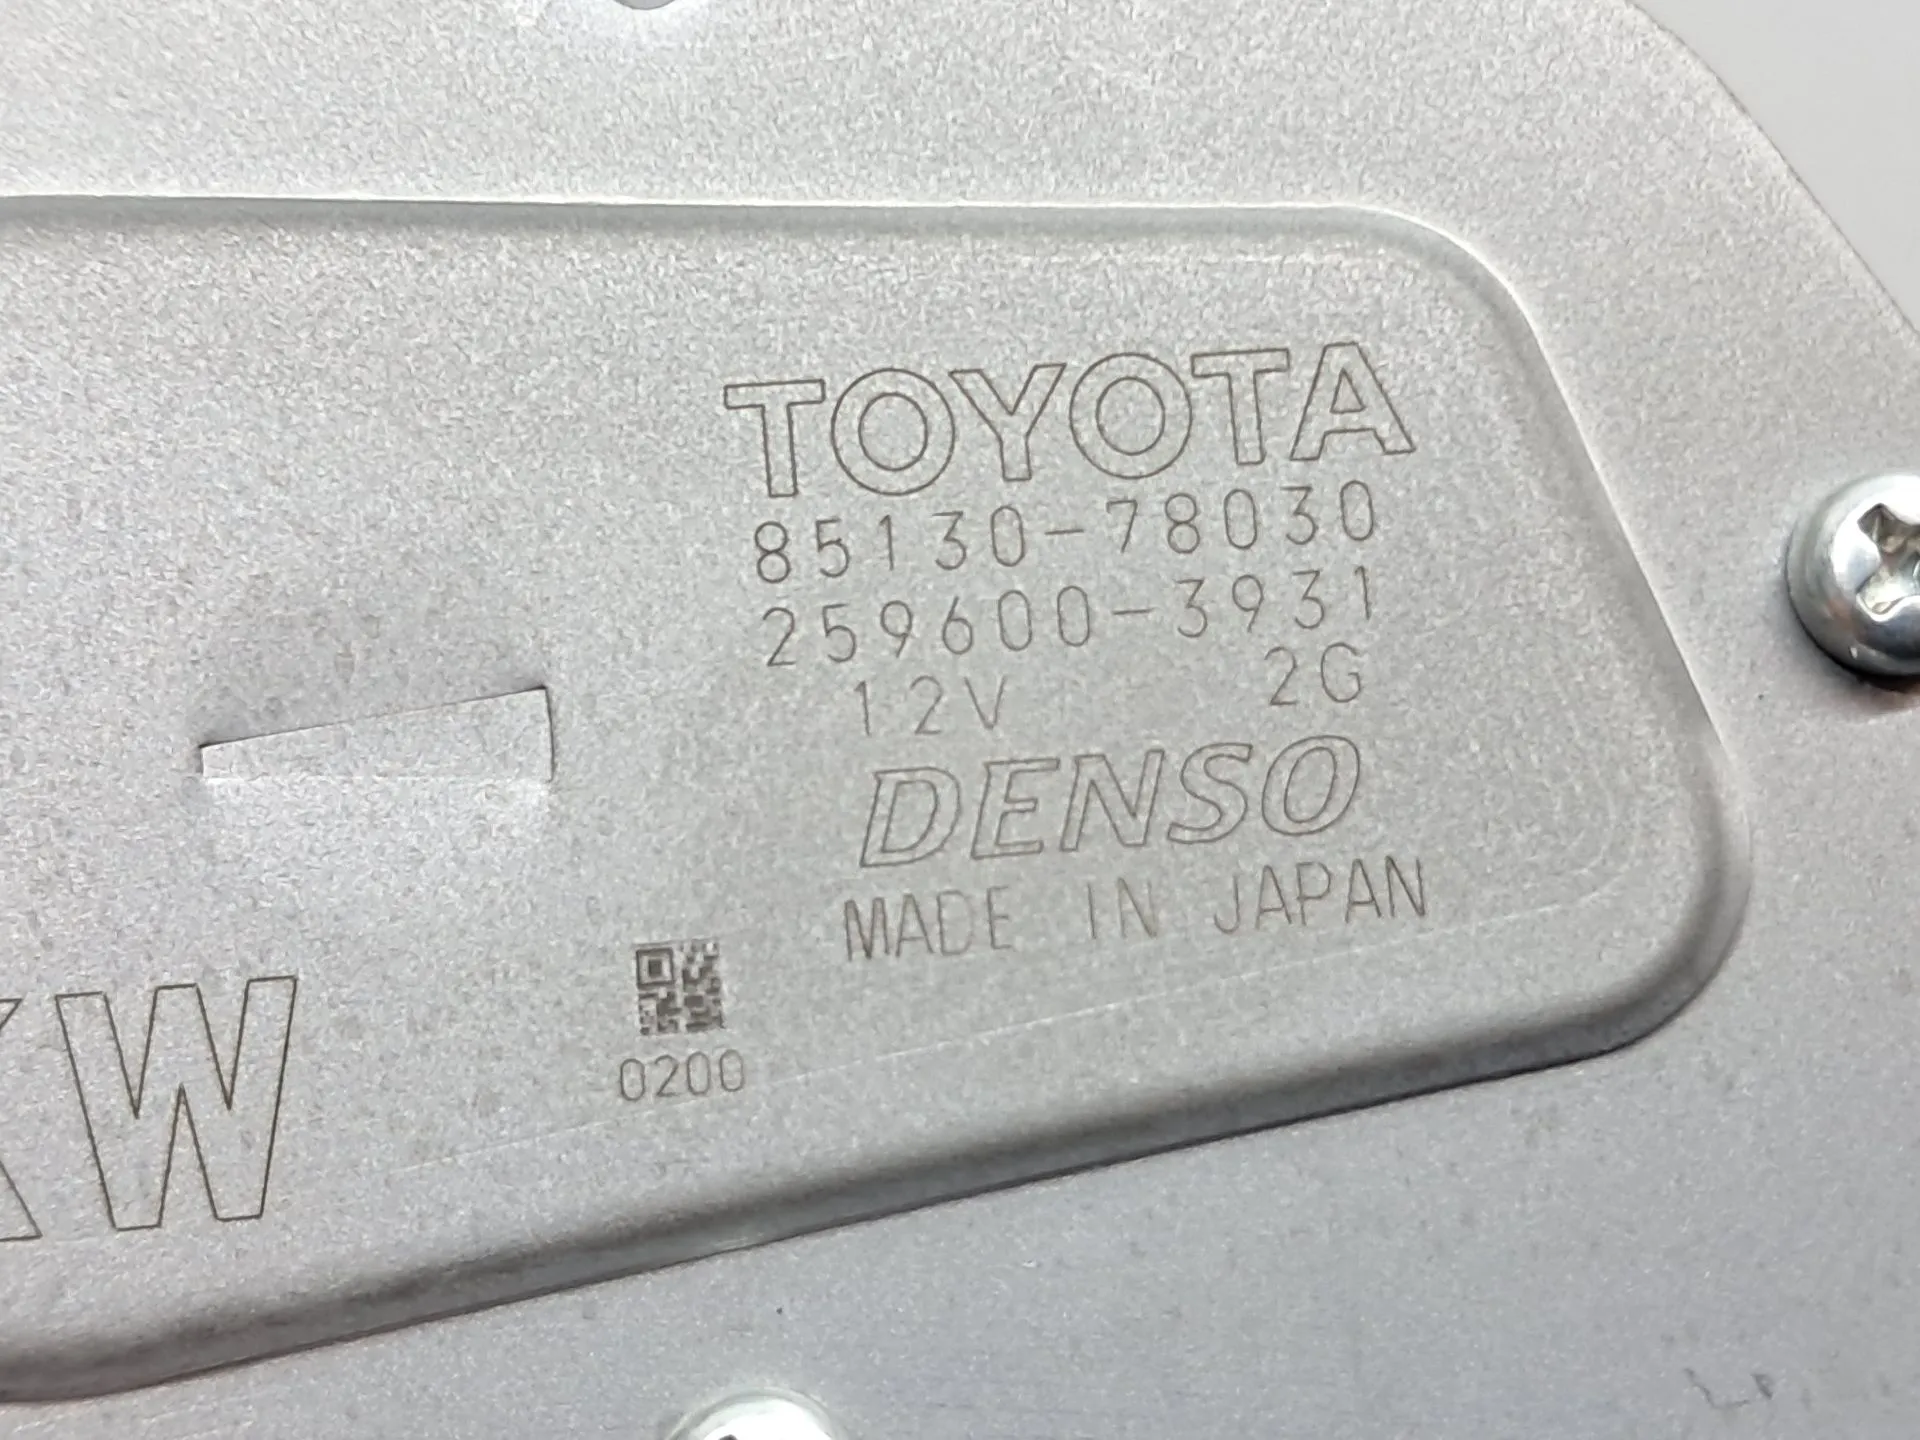 TOYOTA
85130-78030
259600-3931
12V 2G
DENSO
MADE IN JAPAN
0200
W